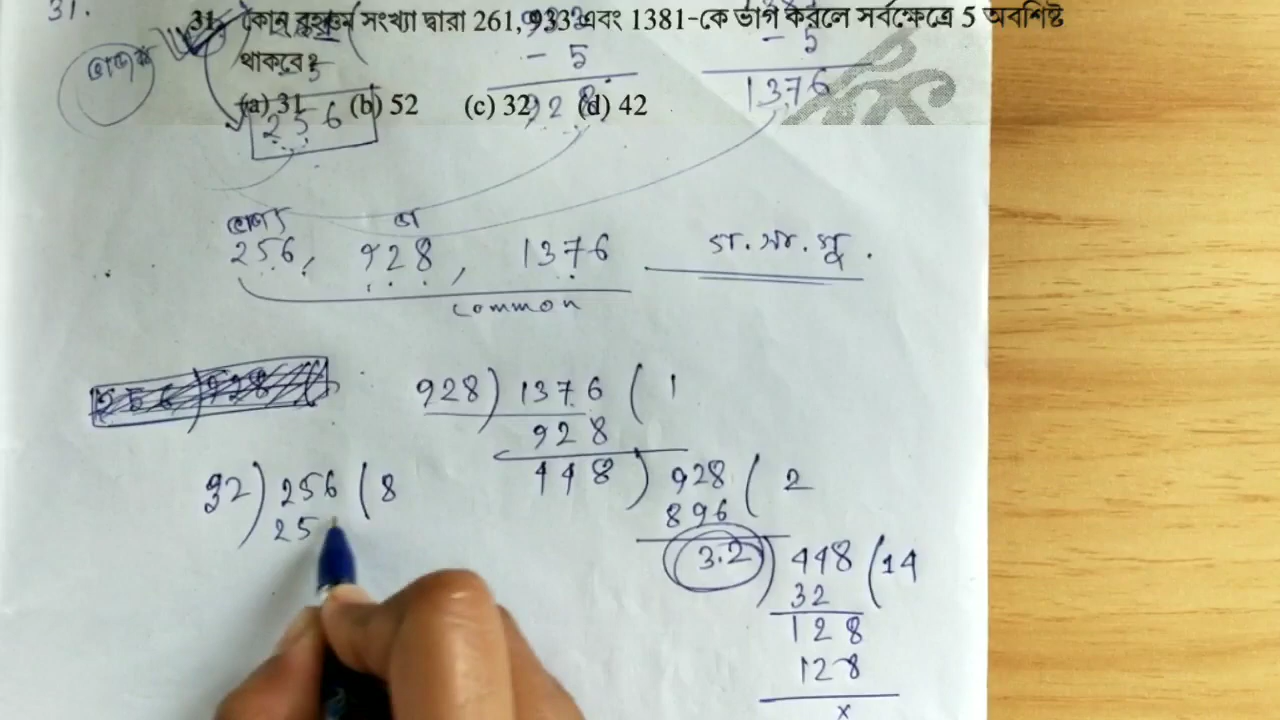 31.
31. কোন বৃহত্তম সংখ্যা দ্বারা 261, 933 এবং 1381-কে ভাগ করলে সর্বক্ষেত্রে 5 অবশিষ্ট
থাকবে?
(a) 31 (b) 52 (c) 32 (d) 42
- 5
- 5
256
928
1376
ভাজ্য
256, 928, 1376 গ. সা. গু.
common
928) 1376 ( 1
928
448) 928 ( 2
896
32) 448 (14
32
128
128
x
32) 256 ( 8
25